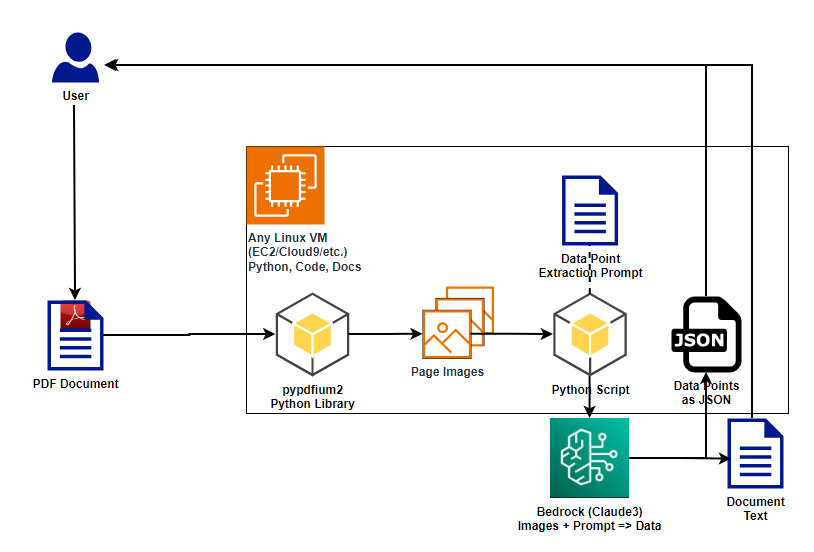 User
Any Linux VM
(EC2/Cloud9/etc.)
Python, Code, Docs
Data Point
Extraction Prompt
PDF Document
pypdfium2
Python Library
Page Images
Python Script
JSON
Data Points
as JSON
Bedrock (Claude3)
Images + Prompt => Data
Document
Text